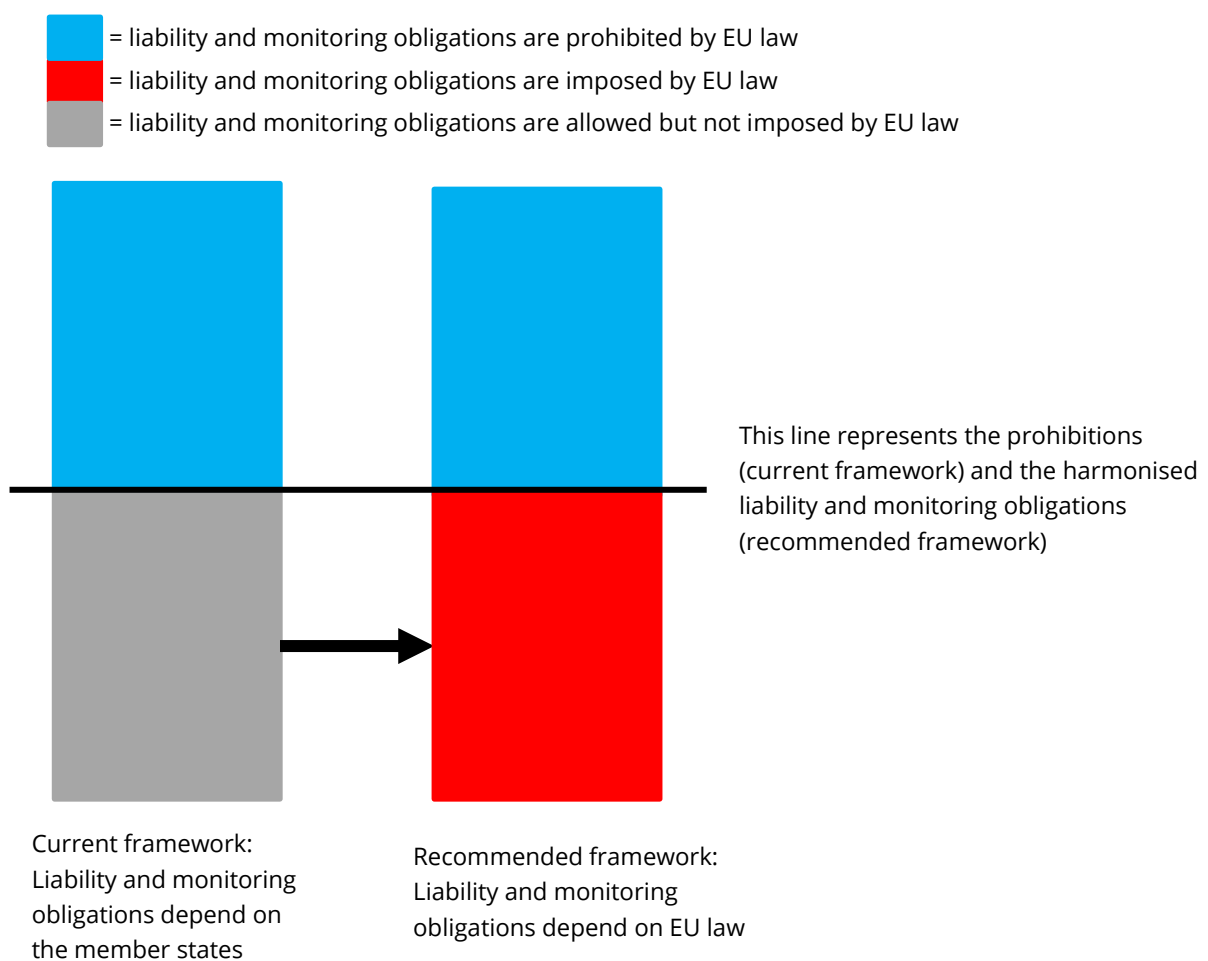 = liability and monitoring obligations are prohibited by EU law
= liability and monitoring obligations are imposed by EU law
= liability and monitoring obligations are allowed but not imposed by EU law
This line represents the prohibitions
(current framework) and the harmonised
liability and monitoring obligations
(recommended framework)
Current framework:
Liability and monitoring
obligations depend on
the member states
Recommended framework:
Liability and monitoring
obligations depend on EU law